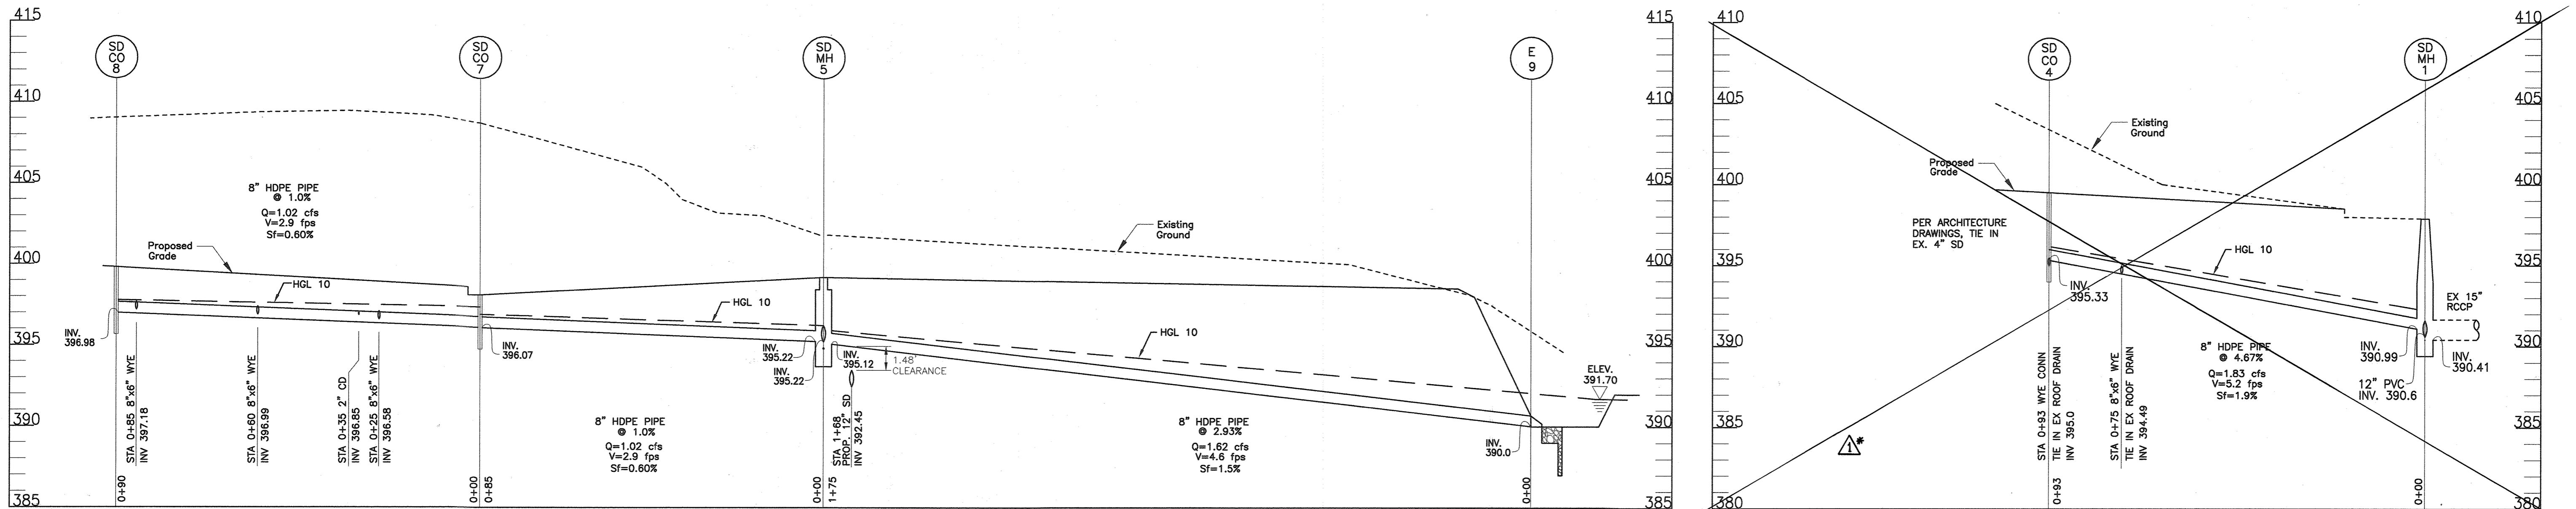 415
410
405
400
395
390
385
SD
CO
8
SD
CO
7
SD
MH
5
E
9
8" HDPE PIPE
@ 1.0%
Q=1.02 cfs
V=2.9 fps
Sf=0.60%
Proposed
Grade
HGL 10
INV.
396.98
STA 0+85 8"x6" WYE
INV 397.18
STA 0+60 8"x6" WYE
INV 396.99
STA 0+35 2" CD
INV 396.85
STA 0+25 8"x6" WYE
INV 396.58
INV.
396.07
HGL 10
8" HDPE PIPE
@ 1.0%
Q=1.02 cfs
V=2.9 fps
Sf=0.60%
INV.
395.22
INV.
395.22
INV.
395.12
1.48'
CLEARANCE
STA 1+68
PROP. 12" SD
INV 392.45
Existing
Ground
HGL 10
8" HDPE PIPE
@ 2.93%
Q=1.62 cfs
V=4.6 fps
Sf=1.5%
INV.
390.0
ELEV.
391.70
0+90
0+00
0+85
0+00
1+75
0+00
415
410
405
400
395
390
385
410
405
400
395
390
385
380
SD
CO
4
SD
MH
1
Existing
Ground
Proposed
Grade
PER ARCHITECTURE
DRAWINGS, TIE IN
EX. 4" SD
HGL 10
INV.
395.33
STA 0+93 WYE CONN
TIE IN EX ROOF DRAIN
INV 395.0
STA 0+75 8"x6" WYE
TIE IN EX ROOF DRAIN
INV 394.49
8" HDPE PIPE
@ 4.67%
Q=1.83 cfs
V=5.2 fps
Sf=1.9%
EX 15"
RCCP
INV.
390.99
INV.
390.41
12" PVC
INV. 390.6
1*
0+93
0+00
410
405
400
395
390
385
380